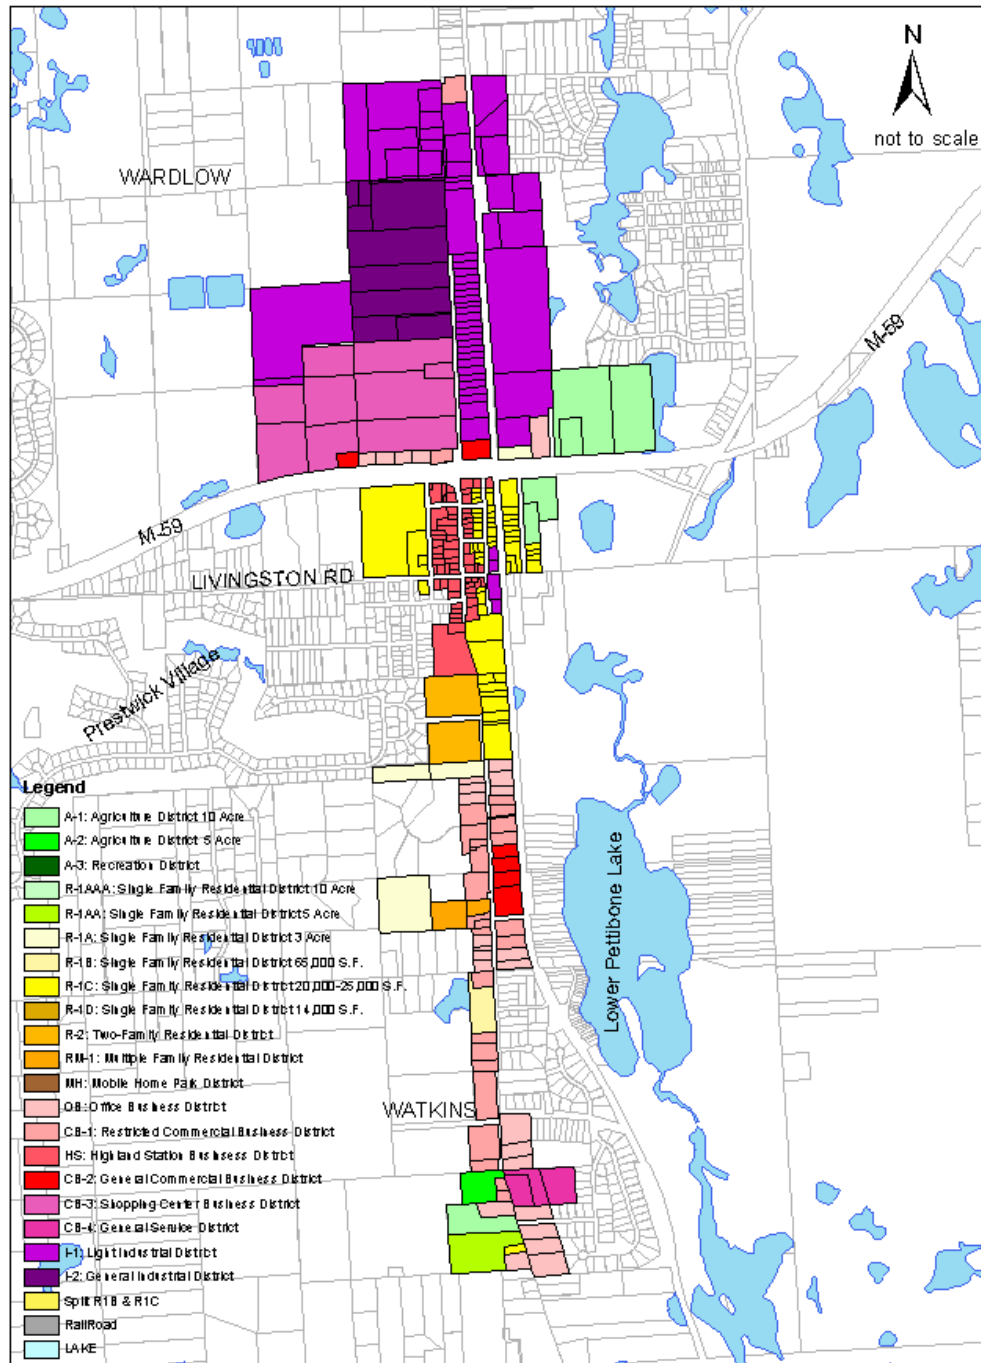 N
not to scale
WARDLOW
M-59
M-59
LIVINGSTON RD
Prestwick Village
Lower Pettibone Lake
WATKINS
Legend
A-1: Agriculture District 10 Acre
A-2: Agriculture District 5 Acre
A-3: Recreation District
R-1AAA: Single Family Residential District 10 Acre
R-1AA: Single Family Residential District 5 Acre
R-1A: Single Family Residential District 3 Acre
R-1B: Single Family Residential District 65,000 S.F.
R-1C: Single Family Residential District 20,000-25,000 S.F.
R-1D: Single Family Residential District 14,000 S.F.
R-2: Two-Family Residential District
RM-1: Multiple Family Residential District
MH: Mobile Home Park District
OB: Office Business District
CB-1: Restricted Commercial Business District
HS: Highland Station Busisess District
CB-2: General Commercial Business District
CB-3: Shopping Center Business District
CB-4: General Service District
I-1: Light Industrial District
I-2: General Industrial District
Split R1B & R1C
RailRoad
LAKE